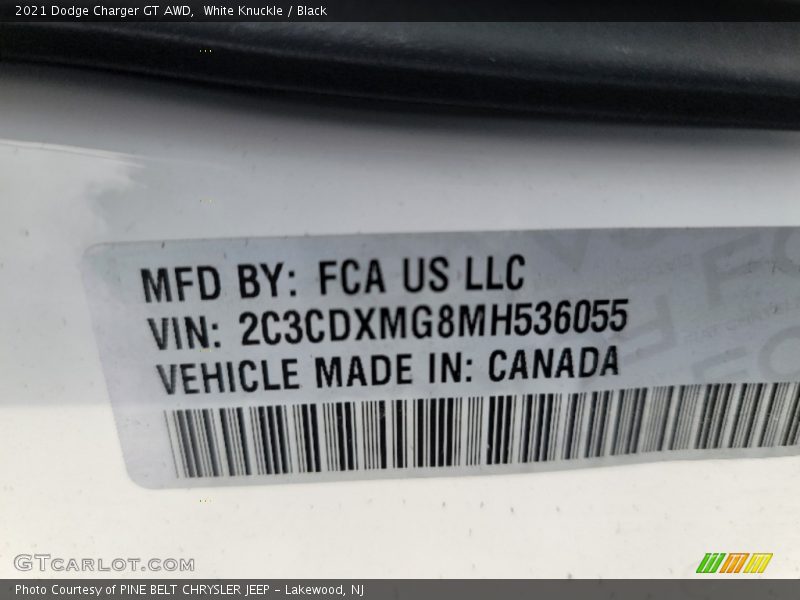 2021 Dodge Charger GT AWD,  White Knuckle / Black
MFD BY: FCA US LLC
VIN: 2C3CDXMG8MH536055
VEHICLE MADE IN: CANADA
GTCARLOT.COM
Photo Courtesy of PINE BELT CHRYSLER JEEP - Lakewood, NJ